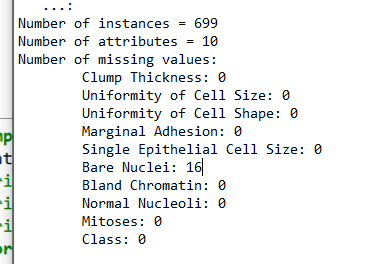 ...:
Number of instances = 699
Number of attributes = 10
Number of missing values:
Clump Thickness: 0
Uniformity of Cell Size: 0
Uniformity of Cell Shape: 0
Marginal Adhesion: 0
Single Epithelial Cell Size: 0
Bare Nuclei: 16
Bland Chromatin: 0
Normal Nucleoli: 0
Mitoses: 0
Class: 0